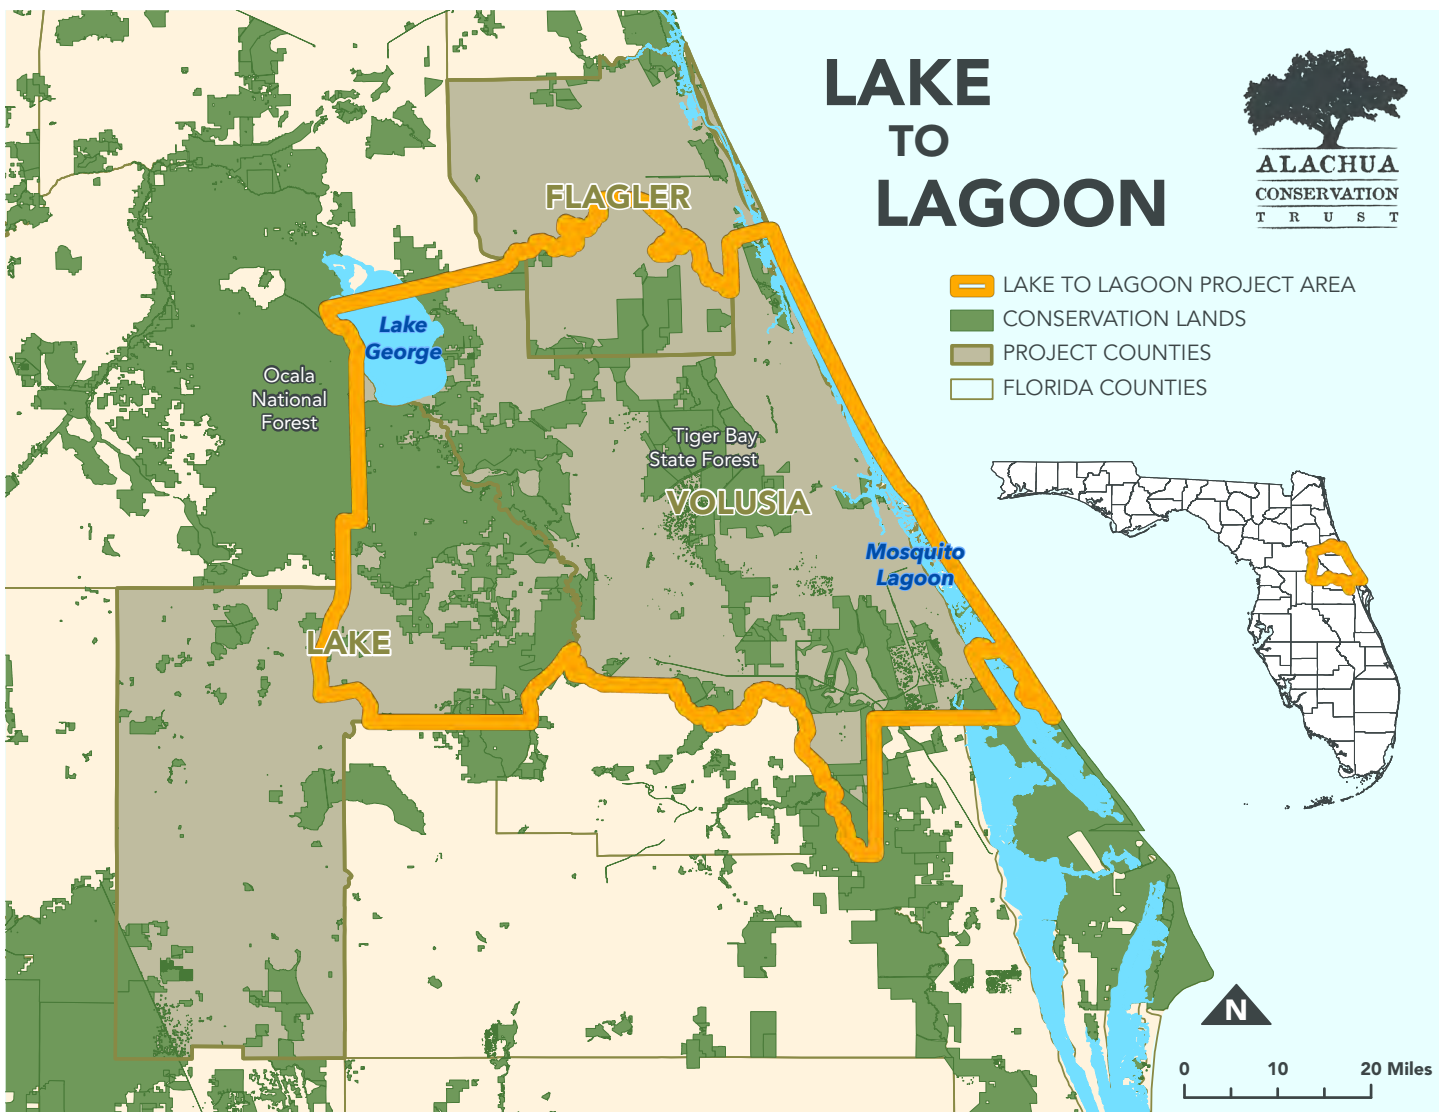 LAKE
TO
LAGOON
ALACHUA
CONSERVATION
TRUST
LAKE TO LAGOON PROJECT AREA
CONSERVATION LANDS
PROJECT COUNTIES
FLORIDA COUNTIES
FLAGLER
Lake
George
Ocala
National
Forest
Tiger Bay
State Forest
VOLUSIA
Mosquito
Lagoon
LAKE
N
0 10 20 Miles